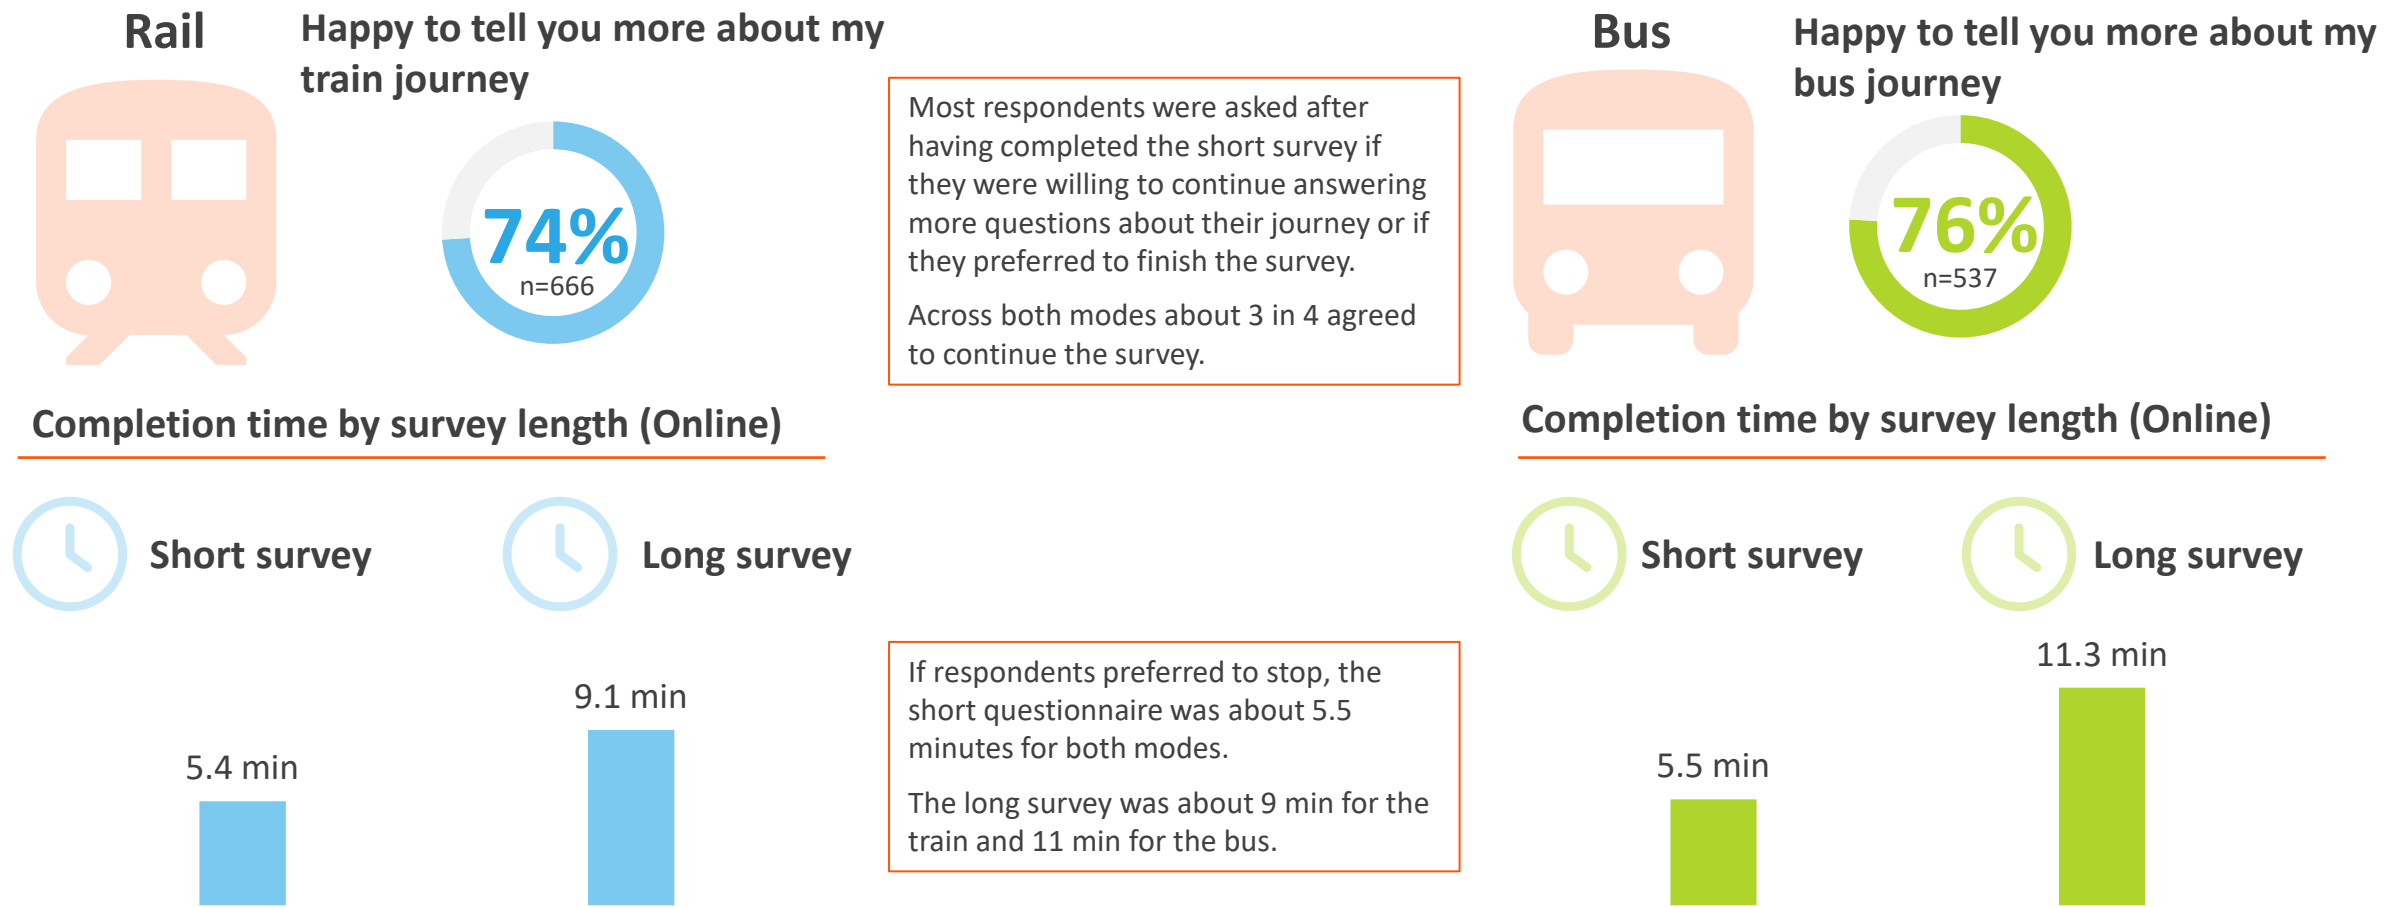 Rail
Happy to tell you more about my
train journey
74%
n=666
Most respondents were asked after
having completed the short survey if
they were willing to continue answering
more questions about their journey or if
they preferred to finish the survey.
Across both modes about 3 in 4 agreed
to continue the survey.
Bus
Happy to tell you more about my
bus journey
76%
n=537
Completion time by survey length (Online)
Short survey
Long survey
5.4 min
9.1 min
If respondents preferred to stop, the
short questionnaire was about 5.5
minutes for both modes.
The long survey was about 9 min for the
train and 11 min for the bus.
Completion time by survey length (Online)
Short survey
Long survey
5.5 min
11.3 min